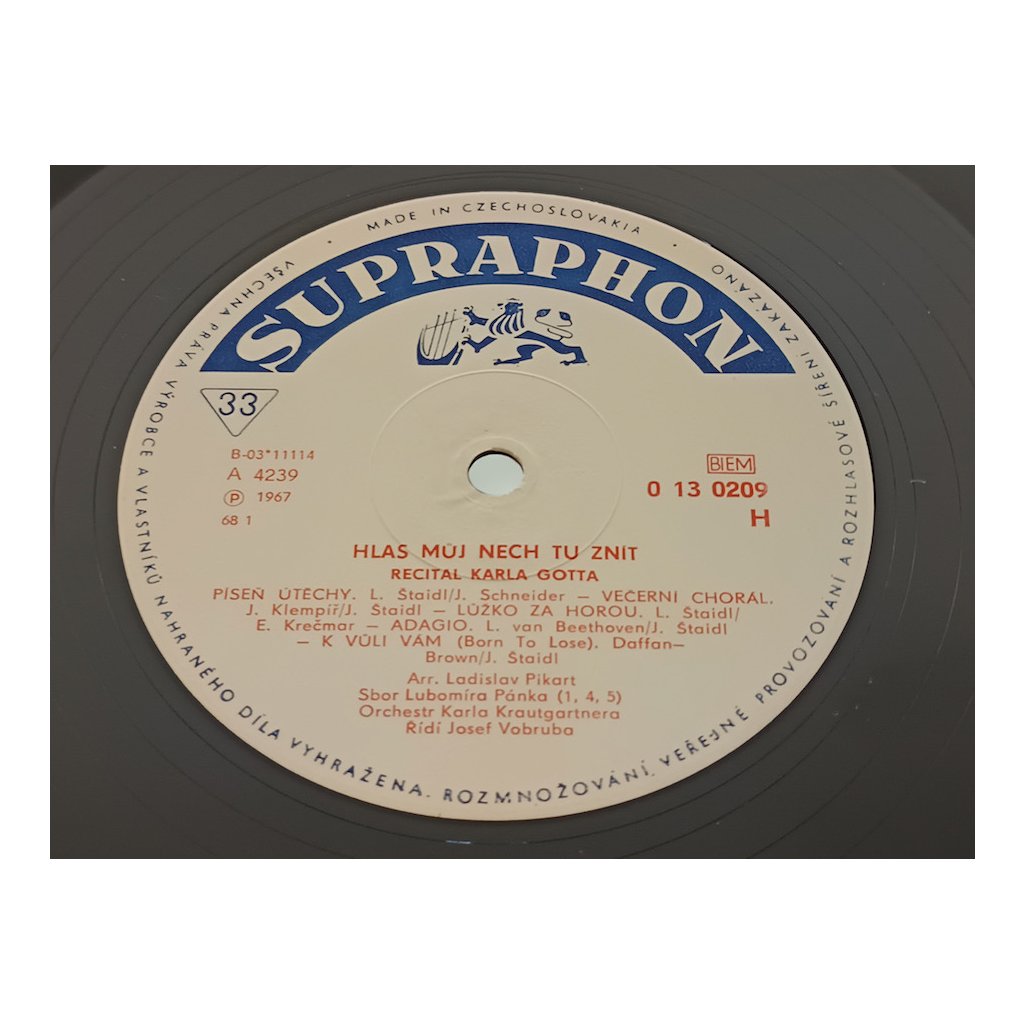 MADE IN CZECHOSLOVAKIA
VŠECHNA PRÁVA VÝROBCE A VLASTNÍKŮ NAHRANÉHO DÍLA VYHRAŽENA. ROZMNOŽOVÁNÍ, VEŘEJNÉ PROVOZOVÁNÍ A ROZHLASOVÉ ŠÍŘENÍ ZAKÁZÁNO
SUPRAPHON
33
B-03*11114
A 4239
Ⓟ 1967
68 1
BIEM
0 13 0209
H
HLAS MŮJ NECH TU ZNÍT
RECITAL KARLA GOTTA
PÍSEŇ ÚTĚCHY. L. Štaidl/J. Schneider – VEČERNÍ CHORÁL.
J. Klempíř/J. Štaidl – LŮŽKO ZA HOROU. L. Štaidl/
E. Krečmar – ADAGIO. L. van Beethoven/J. Štaidl
– K VŮLI VÁM (Born To Lose). Daffan–
Brown/J. Štaidl
Arr. Ladislav Pikart
Sbor Lubomíra Pánka (1, 4, 5)
Orchestr Karla Krautgartnera
Řídí Josef Vobruba